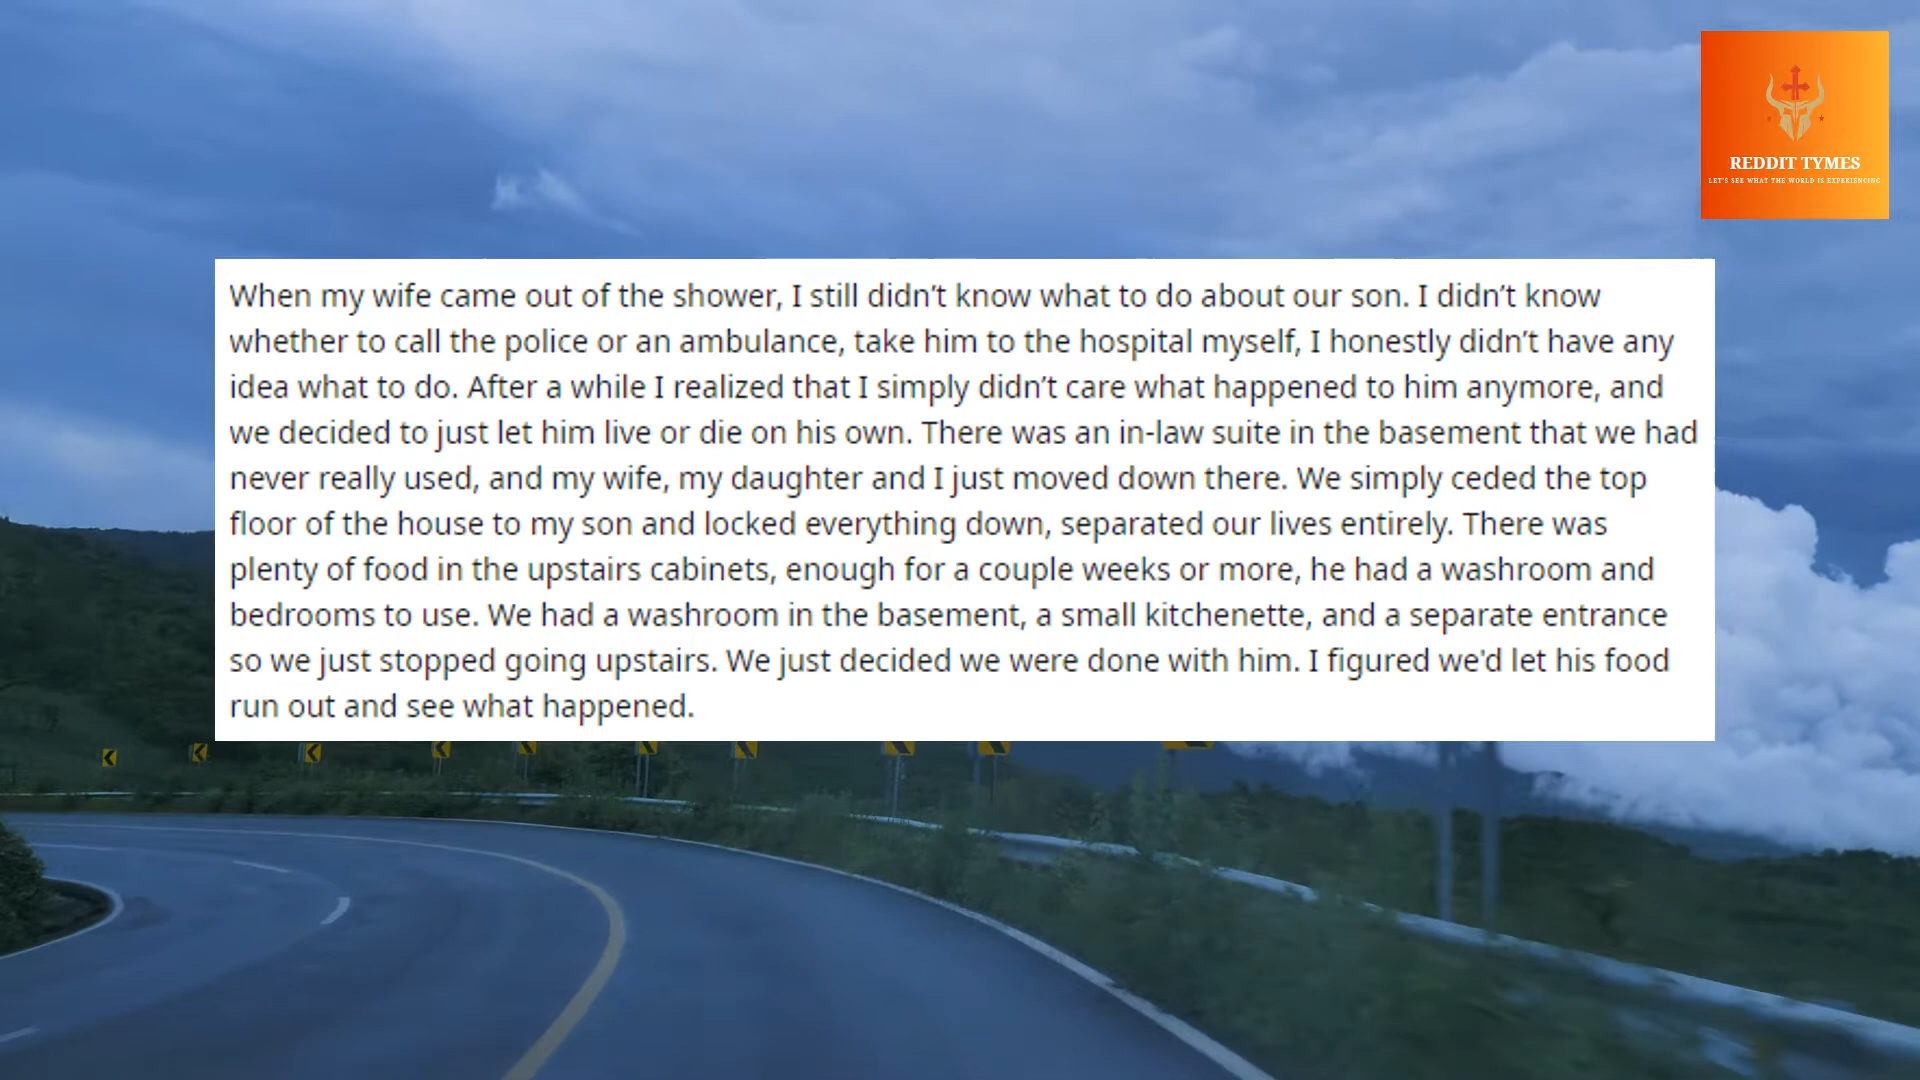 REDDIT TYMES
LET'S SEE WHAT THE WORLD IS EXPERIENCING
When my wife came out of the shower, I still didn’t know what to do about our son. I didn’t know
whether to call the police or an ambulance, take him to the hospital myself, I honestly didn’t have any
idea what to do. After a while I realized that I simply didn’t care what happened to him anymore, and
we decided to just let him live or die on his own. There was an in-law suite in the basement that we had
never really used, and my wife, my daughter and I just moved down there. We simply ceded the top
floor of the house to my son and locked everything down, separated our lives entirely. There was
plenty of food in the upstairs cabinets, enough for a couple weeks or more, he had a washroom and
bedrooms to use. We had a washroom in the basement, a small kitchenette, and a separate entrance
so we just stopped going upstairs. We just decided we were done with him. I figured we'd let his food
run out and see what happened.